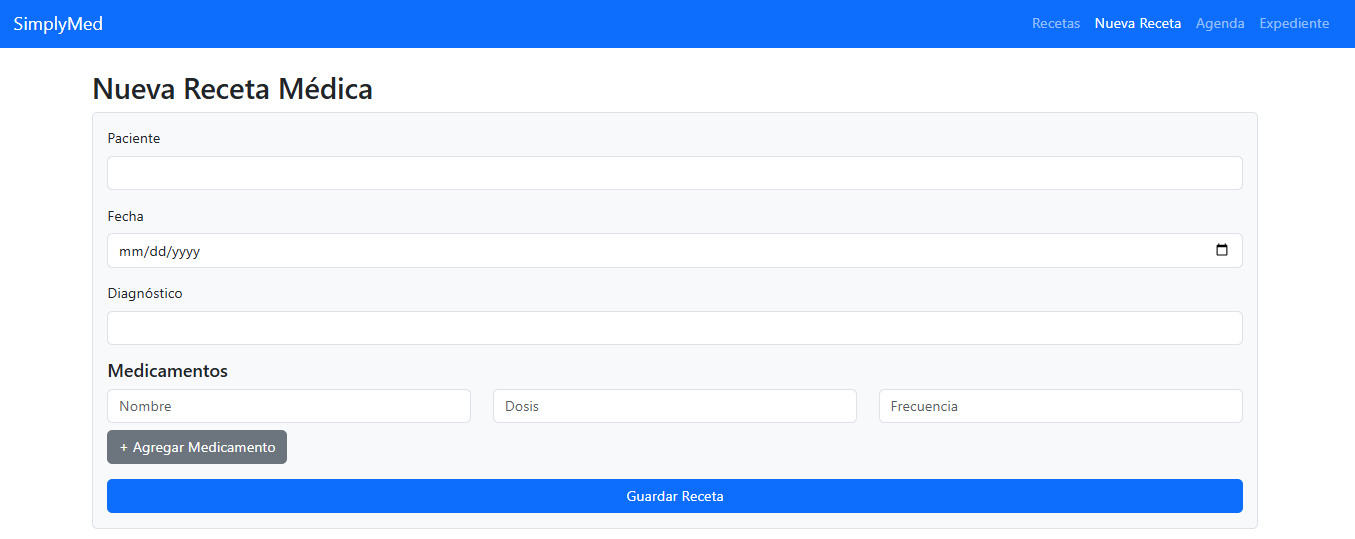 SimplyMed Recetas Nueva Receta Agenda Expediente
Nueva Receta Médica
Paciente
Fecha
mm/dd/yyyy
Diagnóstico
Medicamentos
Nombre Dosis Frecuencia
+ Agregar Medicamento
Guardar Receta